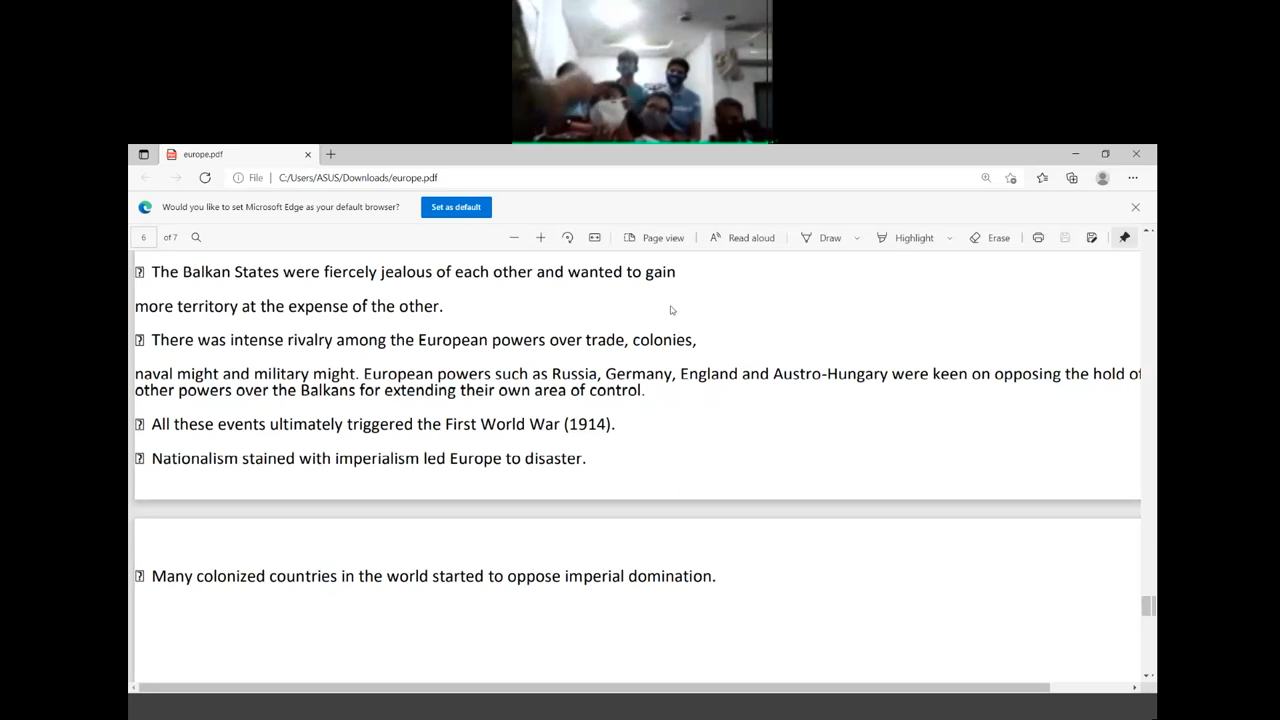 europe.pdf
File | C:/Users/ASUS/Downloads/europe.pdf
Would you like to set Microsoft Edge as your default browser? Set as default
6 of 7 Page view Read aloud Draw Highlight Erase
The Balkan States were fiercely jealous of each other and wanted to gain
more territory at the expense of the other.
There was intense rivalry among the European powers over trade, colonies,
naval might and military might. European powers such as Russia, Germany, England and Austro-Hungary were keen on opposing the hold of
other powers over the Balkans for extending their own area of control.
All these events ultimately triggered the First World War (1914).
Nationalism stained with imperialism led Europe to disaster.
Many colonized countries in the world started to oppose imperial domination.